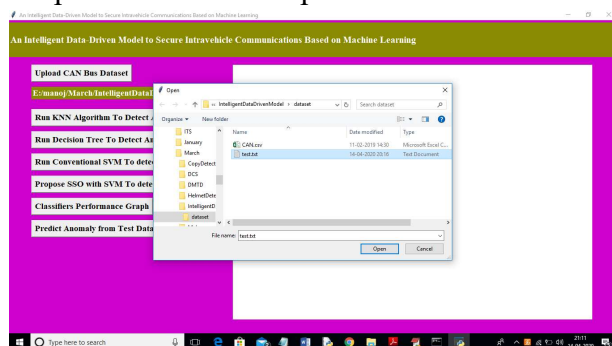 An Intelligent Data-Driven Model to Secure Intravehicle Communications Based on Machine Learning
An Intelligent Data-Driven Model to Secure Intravehicle Communications Based on Machine Learning
Upload CAN Bus Dataset
E:/manoj/March/IntelligentDataD
Run KNN Algorithm To Detect A
Run Decision Tree To Detect An
Run Conventional SVM To dete
Propose SSO with SVM To dete
Classifiers Performance Graph
Predict Anomaly from Test Data
Open
« IntelligentDataDrivenModel › dataset
Search dataset
Organize
New folder
ITS
January
March
CopyDetect
DCS
DMTD
HelmetDete
IntelligentD
dataset
Name
Date modified
Type
CAN.csv
11-02-2019 14:30
Microsoft Excel C...
test.txt
14-04-2020 20:16
Text Document
File name:
test.txt
Open
Cancel
Type here to search
21:11